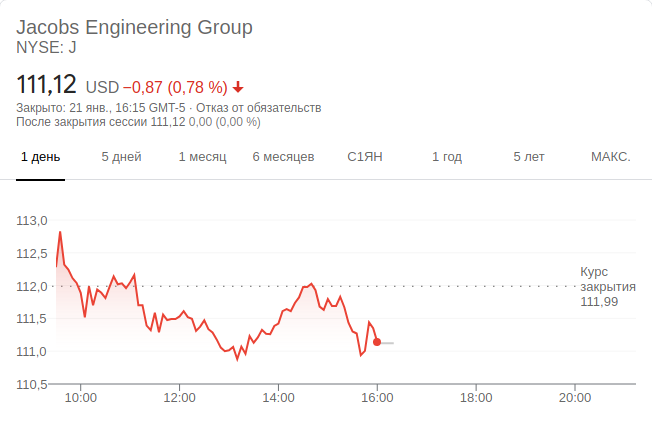 Jacobs Engineering Group
NYSE: J
111,12 USD −0,87 (0,78 %)
Закрыто: 21 янв., 16:15 GMT-5 · Отказ от обязательств
После закрытия сессии 111,12 0,00 (0,00 %)
1 день 5 дней 1 месяц 6 месяцев С1ЯН 1 год 5 лет МАКС.
113,0
112,5
112,0
111,5
111,0
110,5
Курс
закрытия
111,99
10:00 12:00 14:00 16:00 18:00 20:00